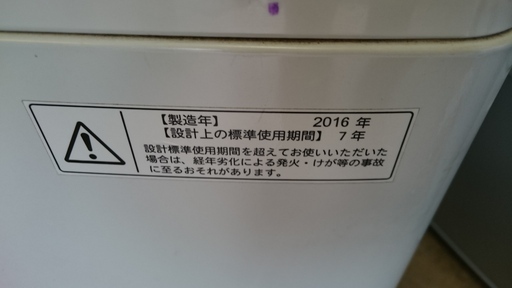 【製造年】 2016 年
【設計上の標準使用期間】 7 年
設計標準使用期間を超えてお使いいただいた
場合は、経年劣化による発火・けが等の事故
に至るおそれがあります。